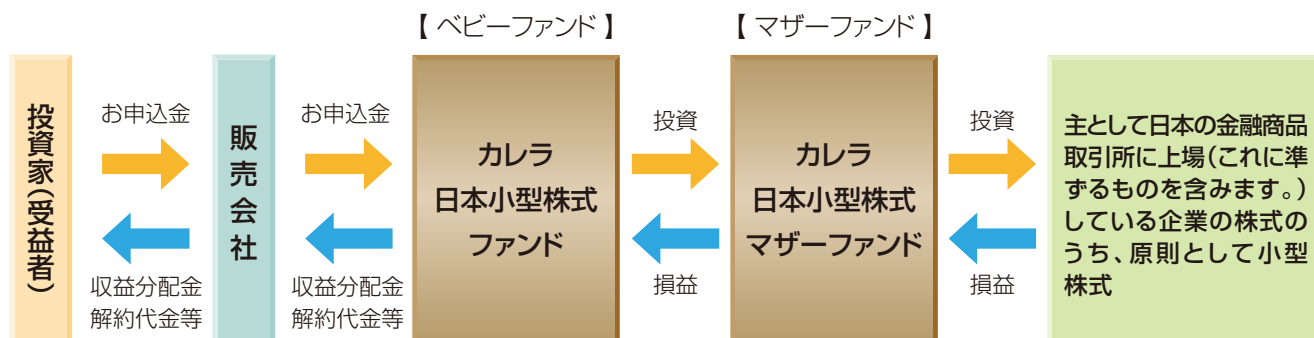 【 ベビーファンド 】
【 マザーファンド 】
投資家(受益者)
お申込金
収益分配金
解約代金等
販売会社
お申込金
収益分配金
解約代金等
カレラ
日本小型株式
ファンド
投資
損益
カレラ
日本小型株式
マザーファンド
投資
損益
主として日本の金融商品
取引所に上場(これに準
ずるものを含みます。)
している企業の株式の
うち、原則として小型
株式